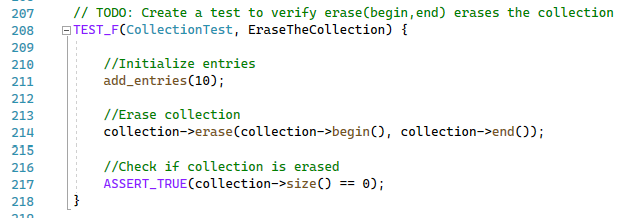 207 // TODO: Create a test to verify erase(begin,end) erases the collection
208 TEST_F(CollectionTest, EraseTheCollection) {
209
210 //Initialize entries
211 add_entries(10);
212
213 //Erase collection
214 collection->erase(collection->begin(), collection->end());
215
216 //Check if collection is erased
217 ASSERT_TRUE(collection->size() == 0);
218 }